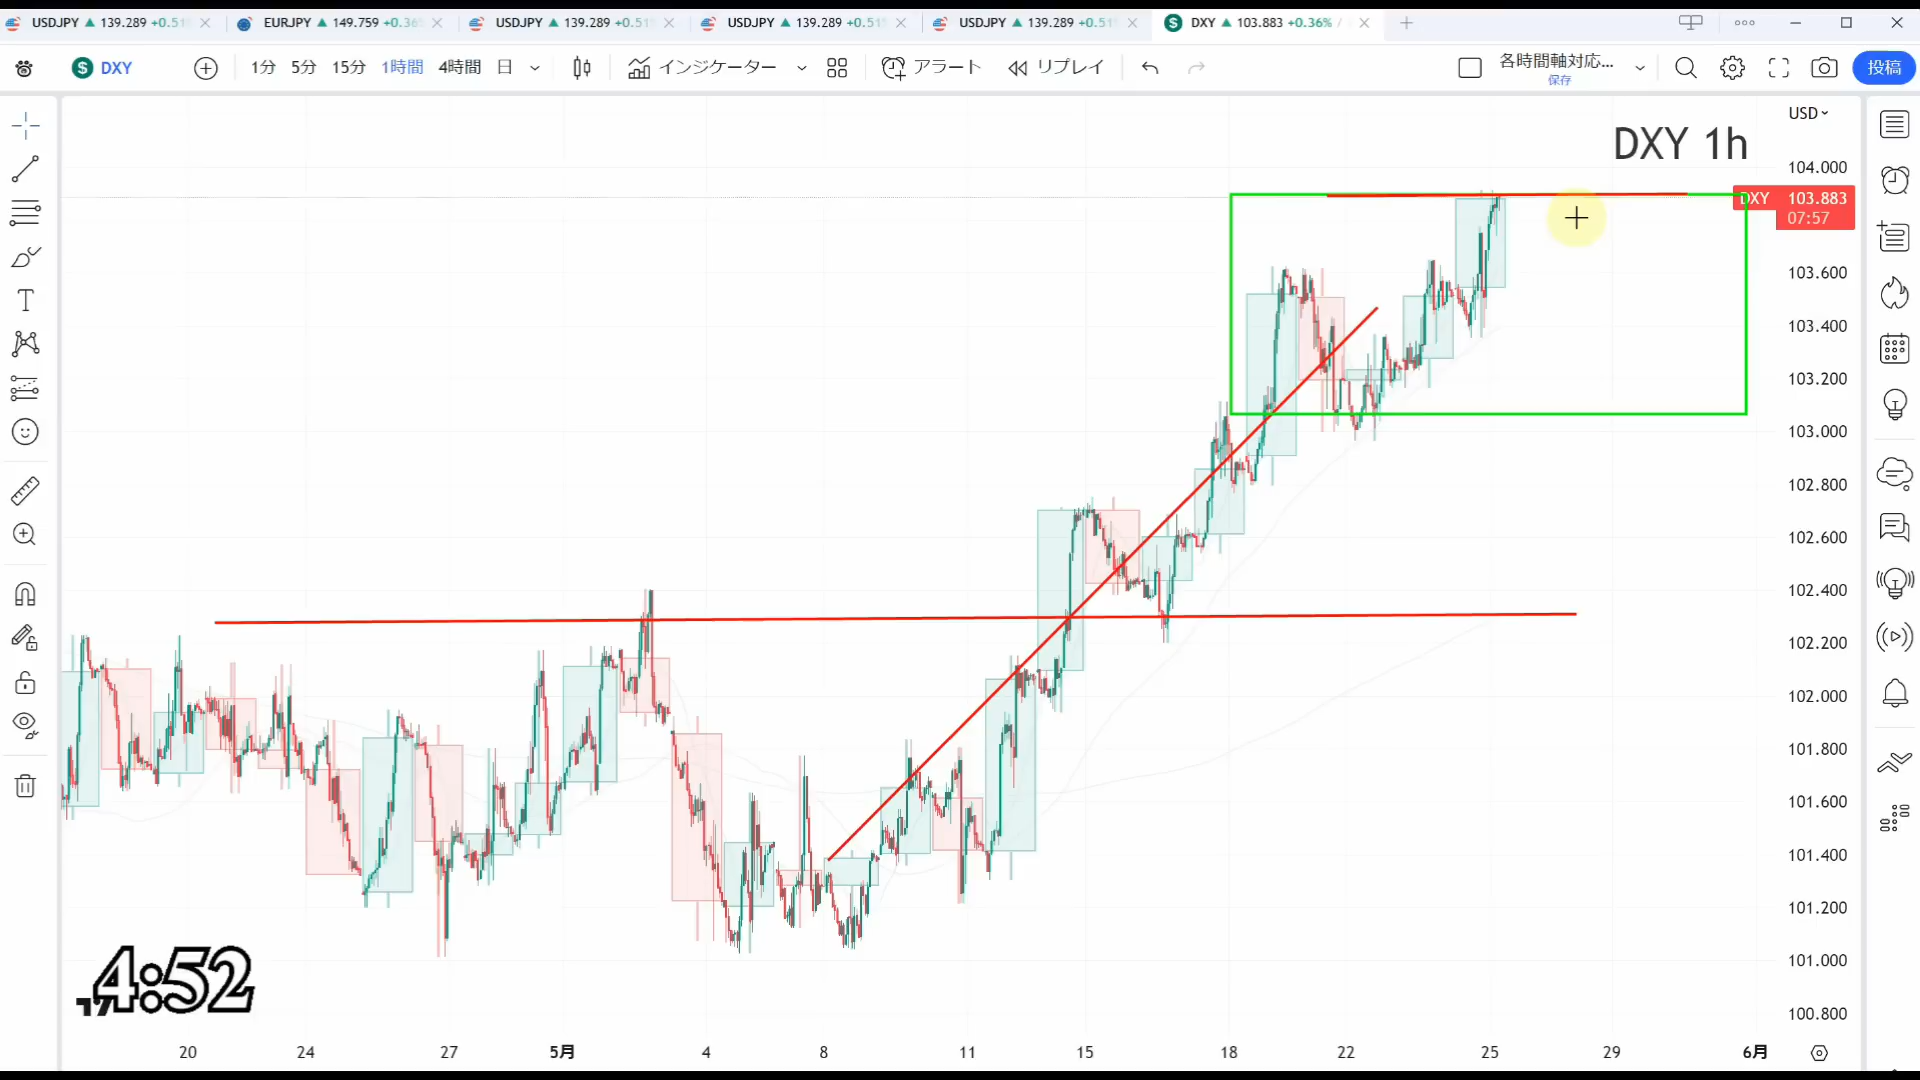 USDJPY ▲ 139.289 +0.51
EURJPY ▲ 149.759 +0.36
USDJPY ▲ 139.289 +0.51
USDJPY ▲ 139.289 +0.51
USDJPY ▲ 139.289 +0.51
DXY ▲ 103.883 +0.36% /
DXY
1分 5分 15分 1時間 4時間 日
インジケーター
アラート
リプレイ
各時間軸対応...
保存
投稿
USD
DXY 1h
104.000
DXY 103.883
07:57
103.600
103.400
103.200
103.000
102.800
102.600
102.400
102.200
102.000
101.800
101.600
101.400
101.200
101.000
100.800
4:52
20 24 27 5月 4 8 11 15 18 22 25 29 6月